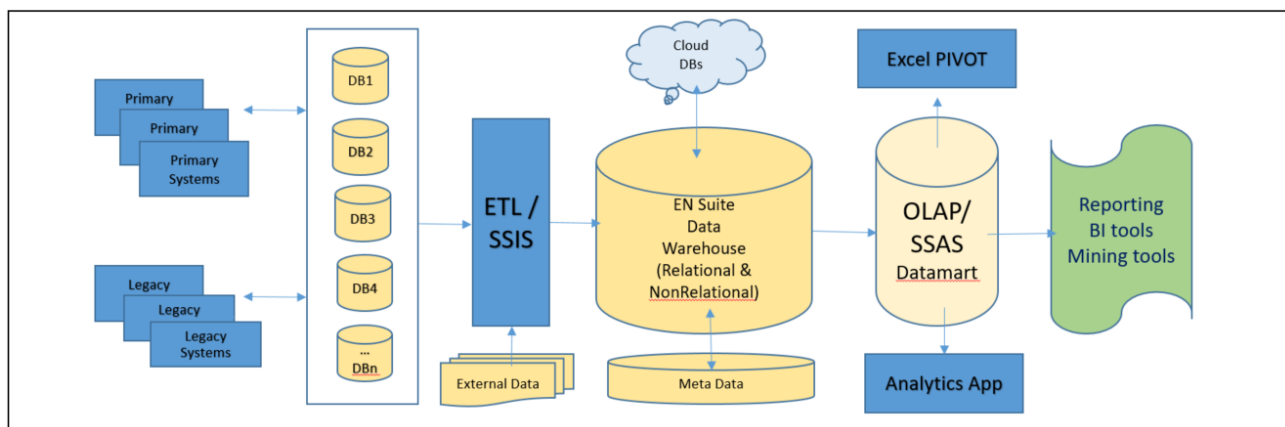 Primary
Primary
Primary
Systems
Legacy
Legacy
Legacy
Systems
DB1
DB2
DB3
DB4
...
DBn
ETL /
SSIS
External Data
Cloud
DBs
EN Suite
Data
Warehouse
(Relational &
NonRelational)
Meta Data
Excel PIVOT
OLAP/
SSAS
Datamart
Analytics App
Reporting
BI tools
Mining tools